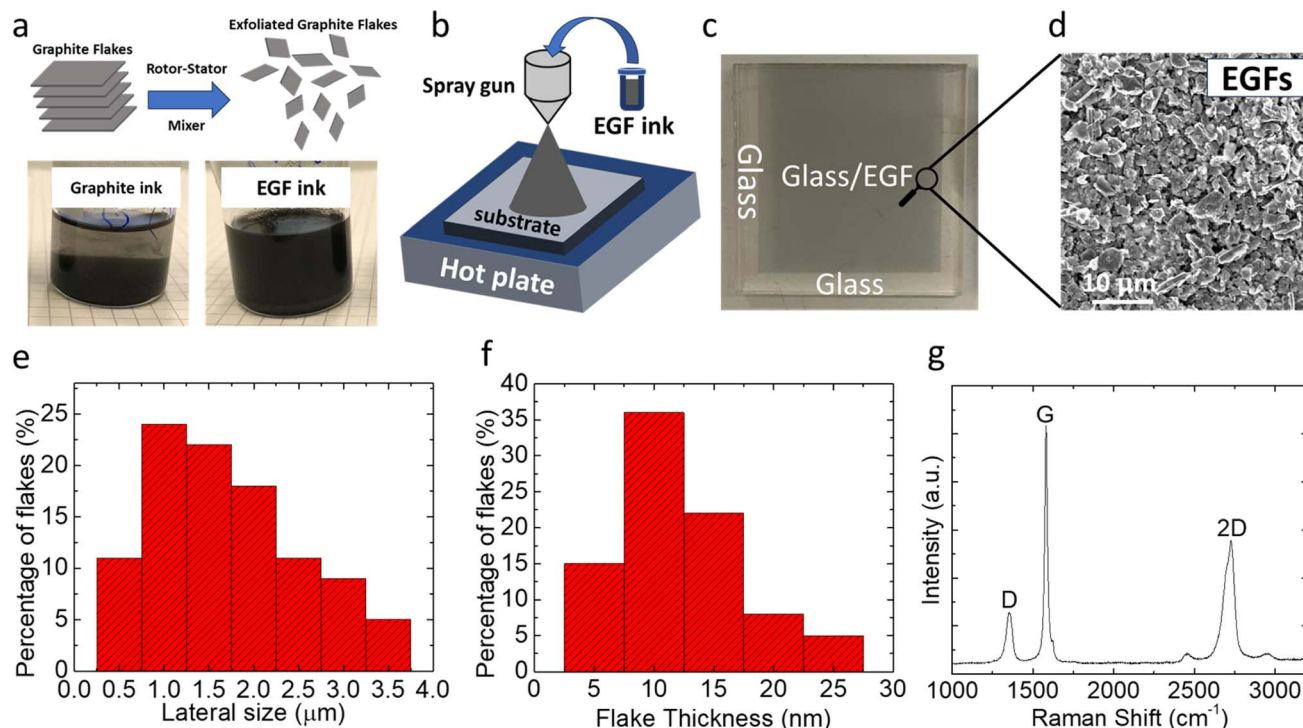 a
Graphite Flakes
Rotor-Stator
Mixer
Exfoliated Graphite Flakes
Graphite ink
EGF ink
b
Spray gun
EGF ink
substrate
Hot plate
c
Glass
Glass/EGF
Glass
d
EGFs
10 µm
e
Percentage of flakes (%)
25
20
15
10
5
0
0.0 0.5 1.0 1.5 2.0 2.5 3.0 3.5 4.0
Lateral size (µm)
f
Percentage of flakes (%)
40
35
30
25
20
15
10
5
0
0 5 10 15 20 25 30
Flake Thickness (nm)
g
Intensity (a.u.)
D
G
2D
1000 1500 2000 2500 3000
Raman Shift (cm⁻¹)